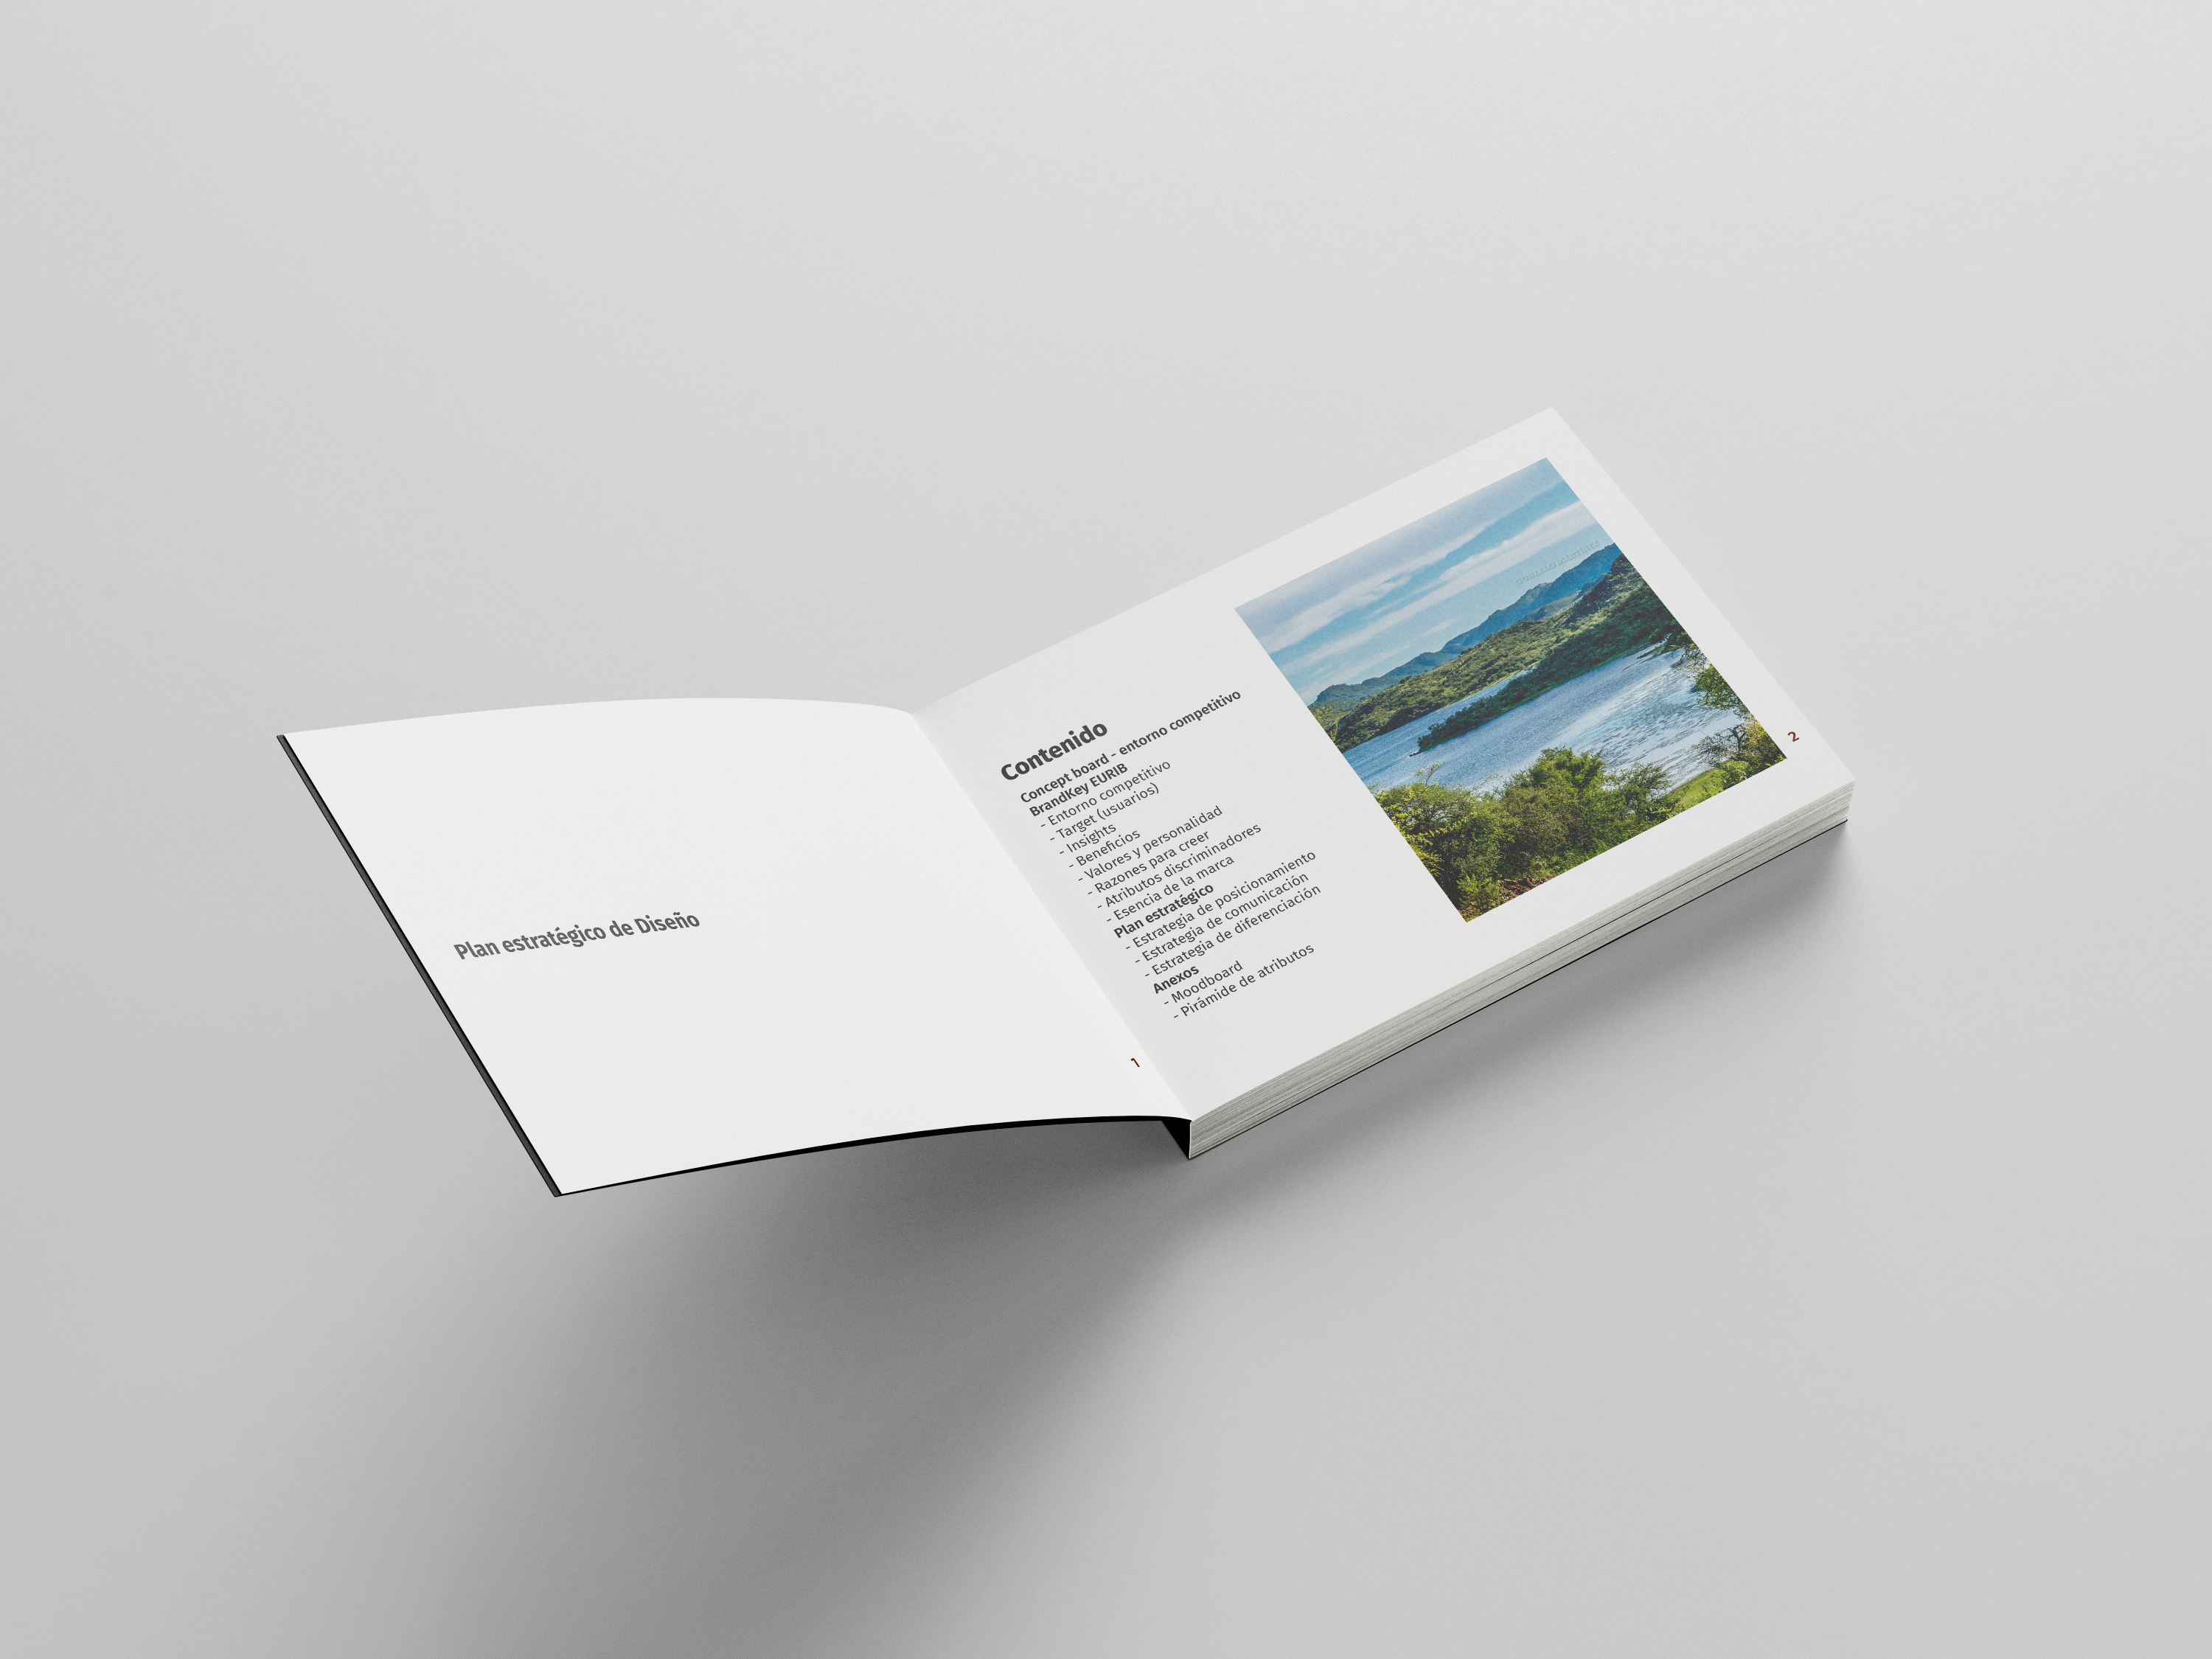 Plan estratégico de Diseño
1
Contenido
Concept board - entorno competitivo
BrandKey EURIB
- Entorno competitivo
- Target (usuarios)
- Insights
- Beneficios
- Valores y personalidad
- Razones para creer
- Atributos discriminadores
- Esencia de la marca
Plan estratégico
- Estrategia de posicionamiento
- Estrategia de comunicación
- Estrategia de diferenciación
Anexos
- Moodboard
- Pirámide de atributos
2